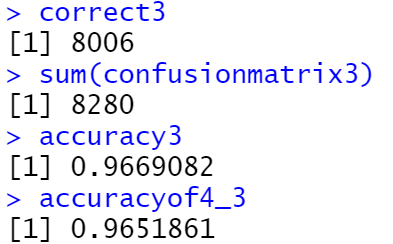 > correct3
[1] 8006
> sum(confusionmatrix3)
[1] 8280
> accuracy3
[1] 0.9669082
> accuracyof4_3
[1] 0.9651861